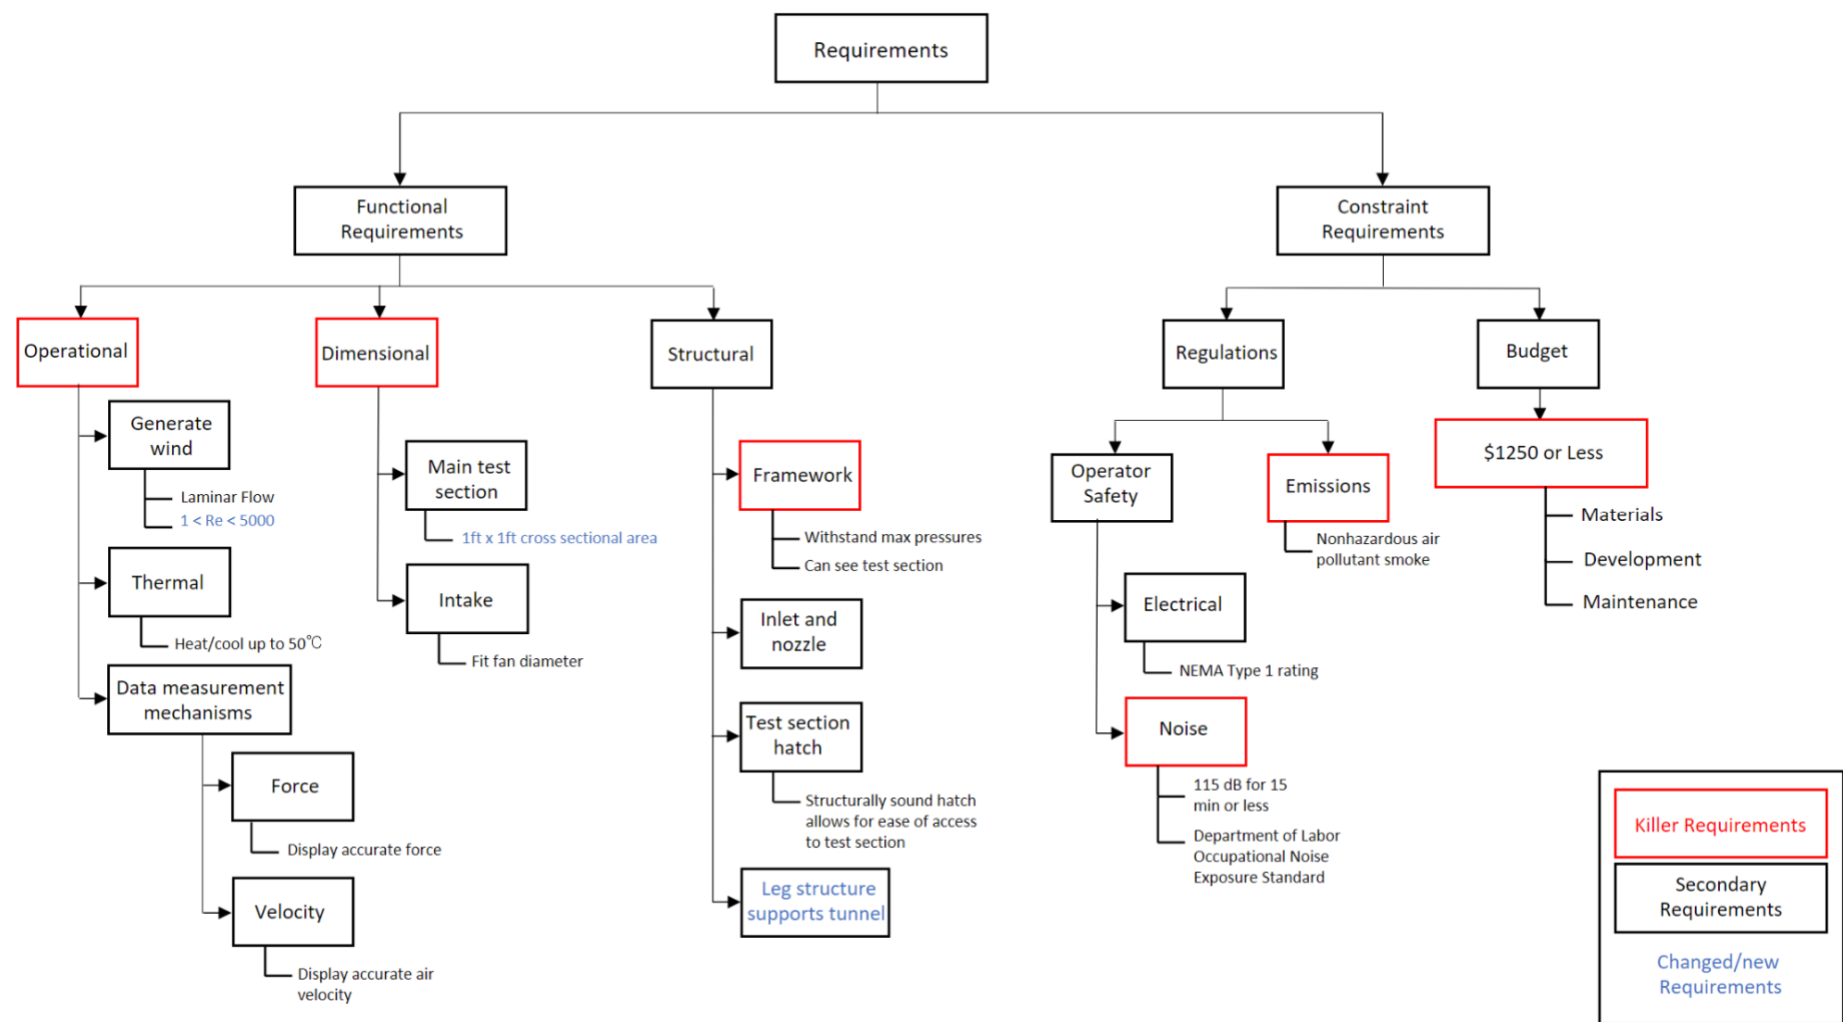 Requirements
Functional
Requirements
Constraint
Requirements
Operational
Generate
wind
Laminar Flow
1 < Re < 5000
Thermal
Heat/cool up to 50℃
Data measurement
mechanisms
Force
Display accurate force
Velocity
Display accurate air
velocity
Dimensional
Main test
section
1ft x 1ft cross sectional area
Intake
Fit fan diameter
Structural
Framework
Withstand max pressures
Can see test section
Inlet and
nozzle
Test section
hatch
Structurally sound hatch
allows for ease of access
to test section
Leg structure
supports tunnel
Regulations
Operator
Safety
Electrical
NEMA Type 1 rating
Noise
115 dB for 15
min or less
Department of Labor
Occupational Noise
Exposure Standard
Emissions
Nonhazardous air
pollutant smoke
Budget
$1250 or Less
Materials
Development
Maintenance
Killer Requirements
Secondary
Requirements
Changed/new
Requirements